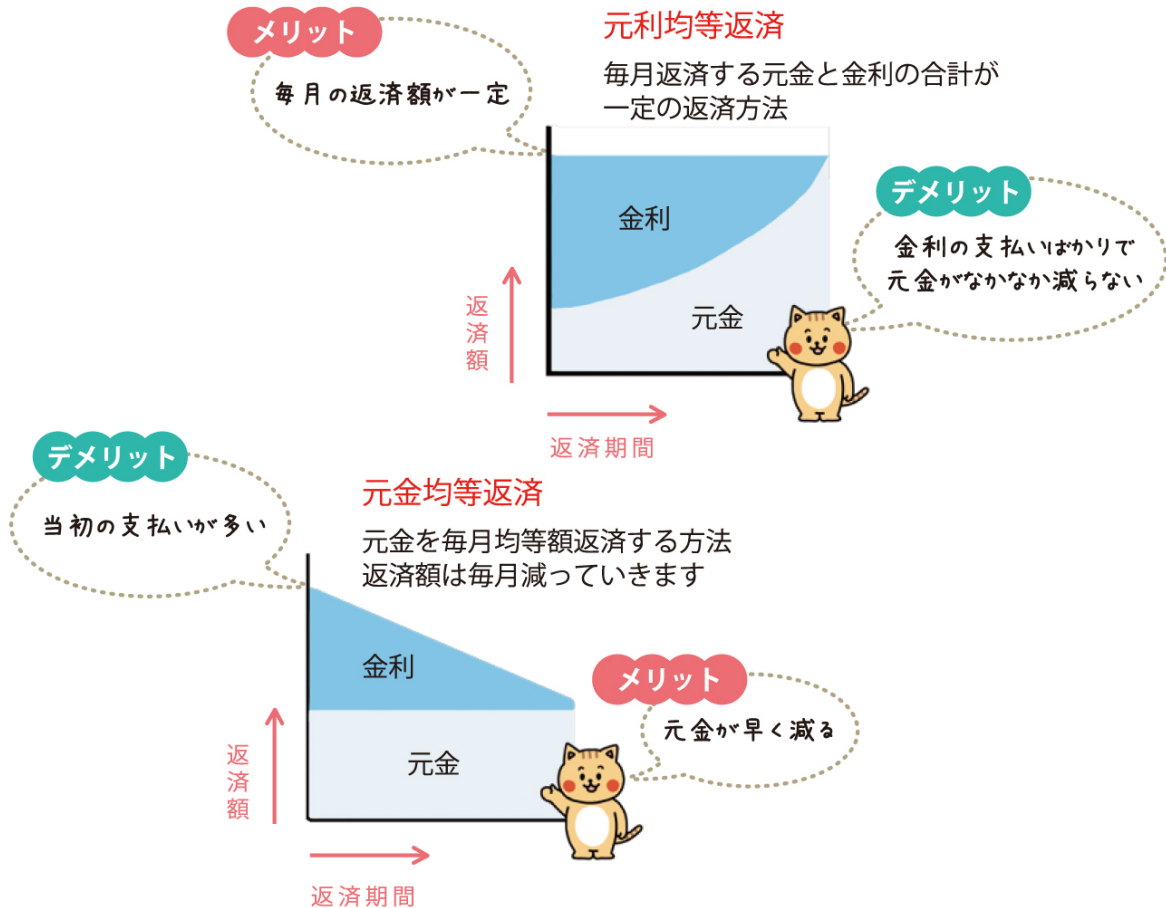 元利均等返済
毎月返済する元金と金利の合計が
一定の返済方法
メリット
毎月の返済額が一定
金利
元金
返済額
返済期間
デメリット
金利の支払いばかりで
元金がなかなか減らない
元金均等返済
元金を毎月均等額返済する方法
返済額は毎月減っていきます
デメリット
当初の支払いが多い
金利
元金
返済額
返済期間
メリット
元金が早く減る